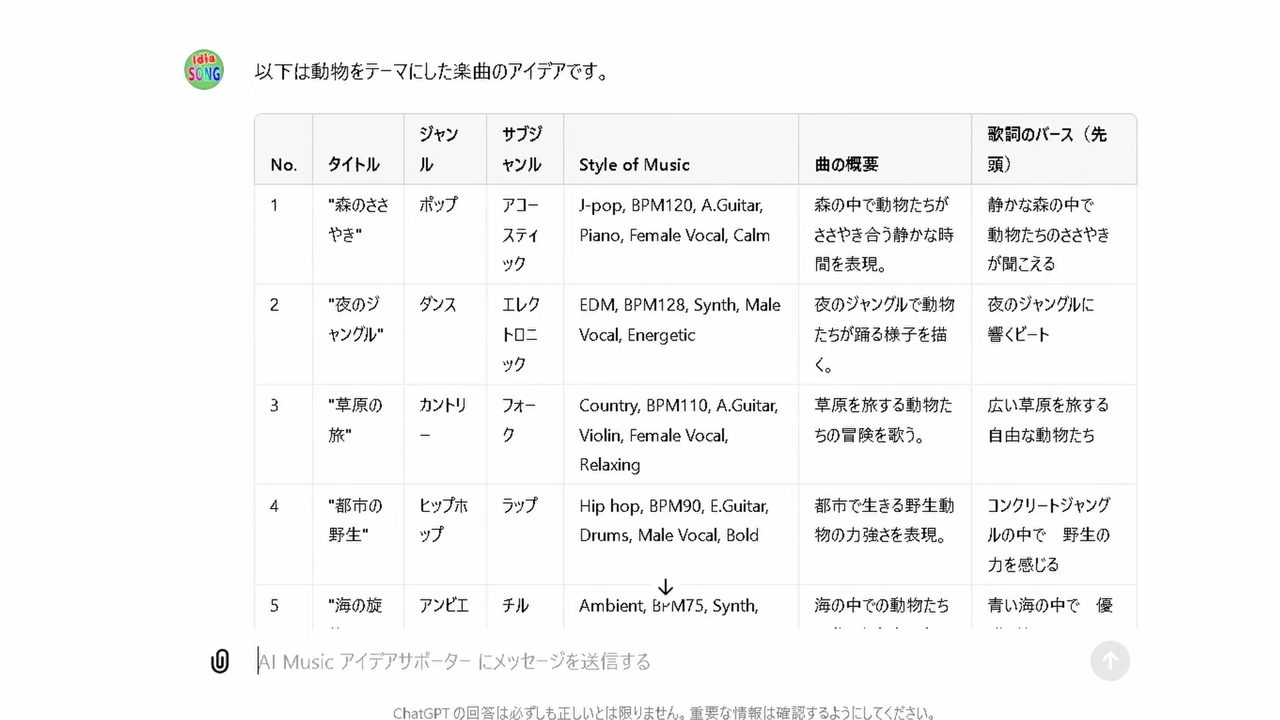 idia
SONG
以下は動物をテーマにした楽曲のアイデアです。
No.
タイトル
ジャン
ル
サブジ
ャンル
Style of Music
曲の概要
歌詞のバース（先
頭）
1
"森のささ
やき"
ポップ
アコー
スティ
ック
J-pop, BPM120, A.Guitar,
Piano, Female Vocal, Calm
森の中で動物たちが
ささやき合う静かな時
間を表現。
静かな森の中で
動物たちのささやき
が聞こえる
2
"夜のジ
ャングル"
ダンス
エレク
トロニ
ック
EDM, BPM128, Synth, Male
Vocal, Energetic
夜のジャングルで動物
たちが踊る様子を描
く。
夜のジャングルに
響くビート
3
"草原の
旅"
カントリ
ー
フォー
ク
Country, BPM110, A.Guitar,
Violin, Female Vocal,
Relaxing
草原を旅する動物た
ちの冒険を歌う。
広い草原を旅する
自由な動物たち
4
"都市の
野生"
ヒップホ
ップ
ラップ
Hip hop, BPM90, E.Guitar,
Drums, Male Vocal, Bold
都市で生きる野生動
物の力強さを表現。
コンクリートジャング
ルの中で　野生の
力を感じる
5
"海の旋
アンビエ
チル
Ambient, BPM75, Synth,
海の中での動物たち
青い海の中で　優
AI Music アイデアサポーター にメッセージを送信する
ChatGPT の回答は必ずしも正しいとは限りません。重要な情報は確認するようにしてください。